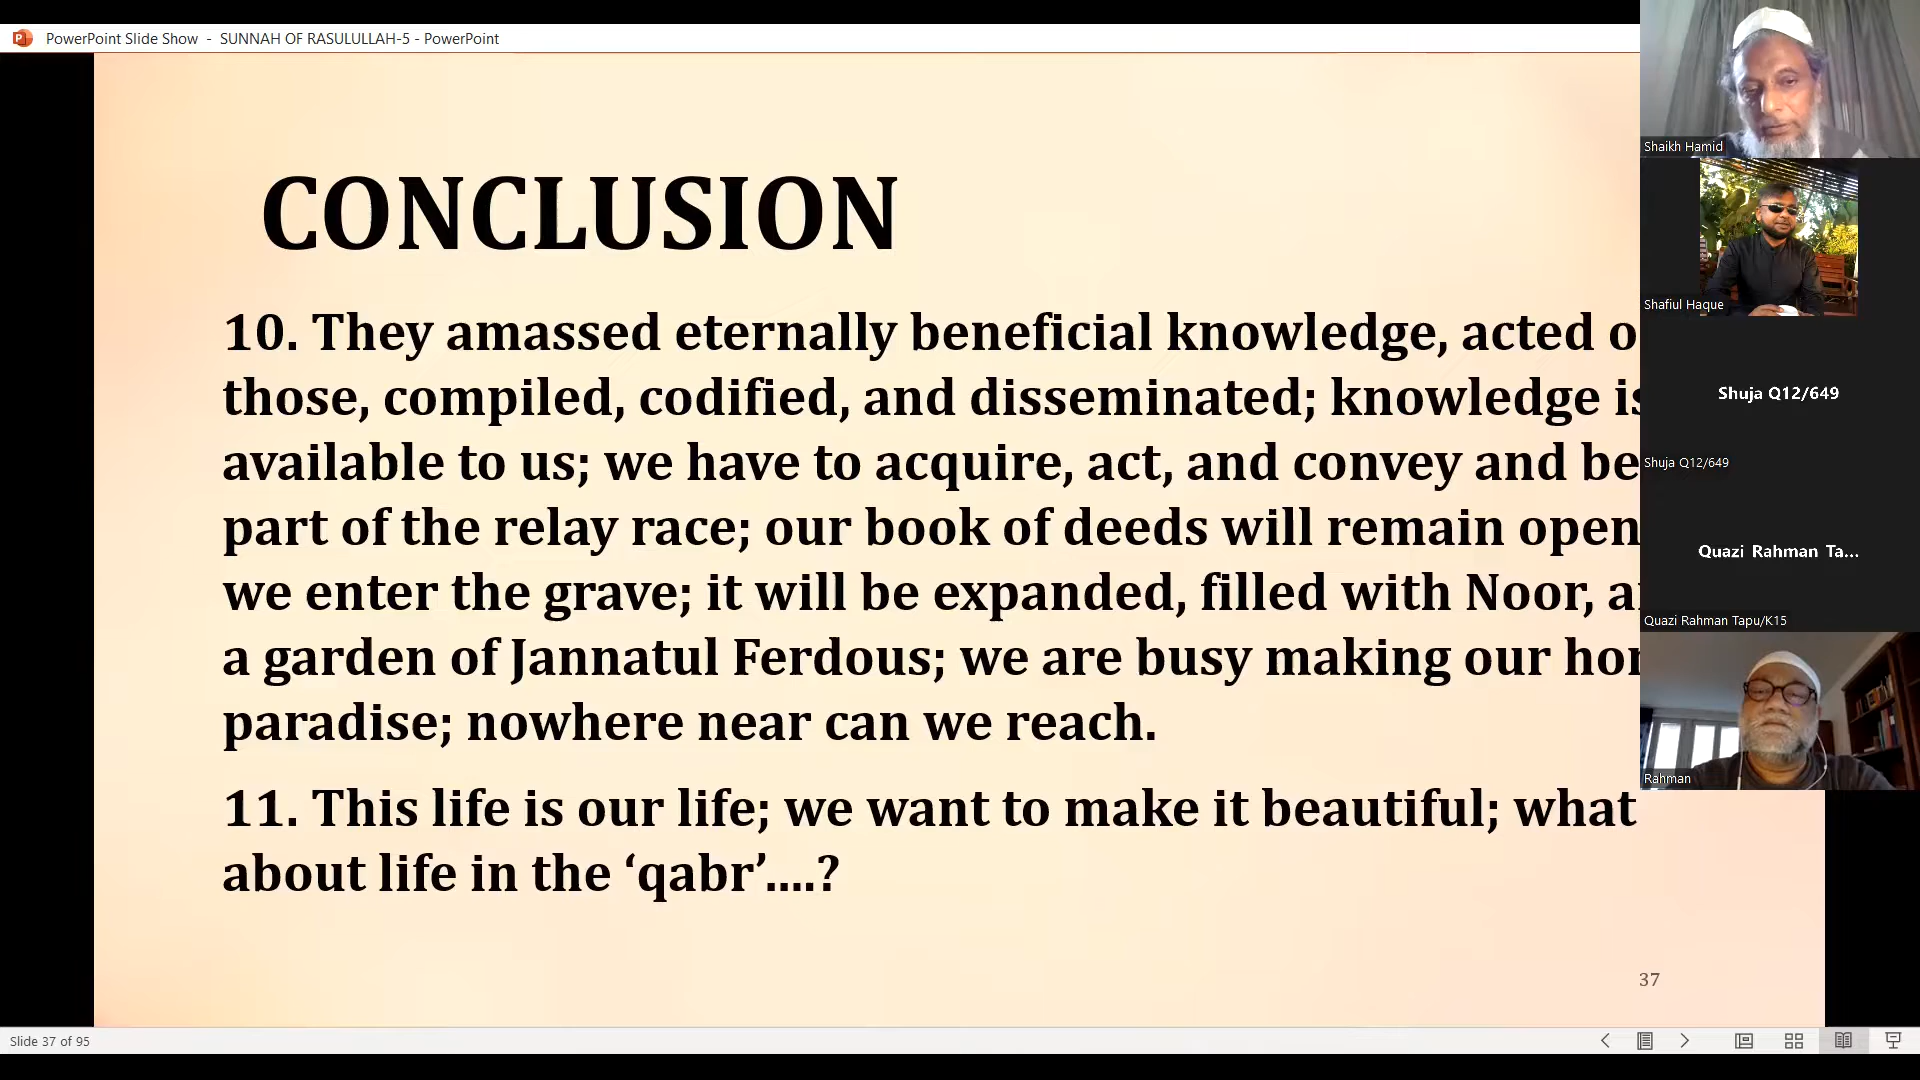 PowerPoint Slide Show - SUNNAH OF RASULULLAH-5 - PowerPoint
CONCLUSION
10. They amassed eternally beneficial knowledge, acted
those, compiled, codified, and disseminated; knowledge is
available to us; we have to acquire, act, and convey and be
part of the relay race; our book of deeds will remain open
we enter the grave; it will be expanded, filled with Noor,
a garden of Jannatul Ferdous; we are busy making our
paradise; nowhere near can we reach.
11. This life is our life; we want to make it beautiful; what
about life in the ‘qabr’....?
37
Slide 37 of 95
Shaikh Hamid
Shafiul Haque
Shuja Q12/649
Shuja Q12/649
Quazi Rahman Ta...
Quazi Rahman Tapu/K15
Rahman